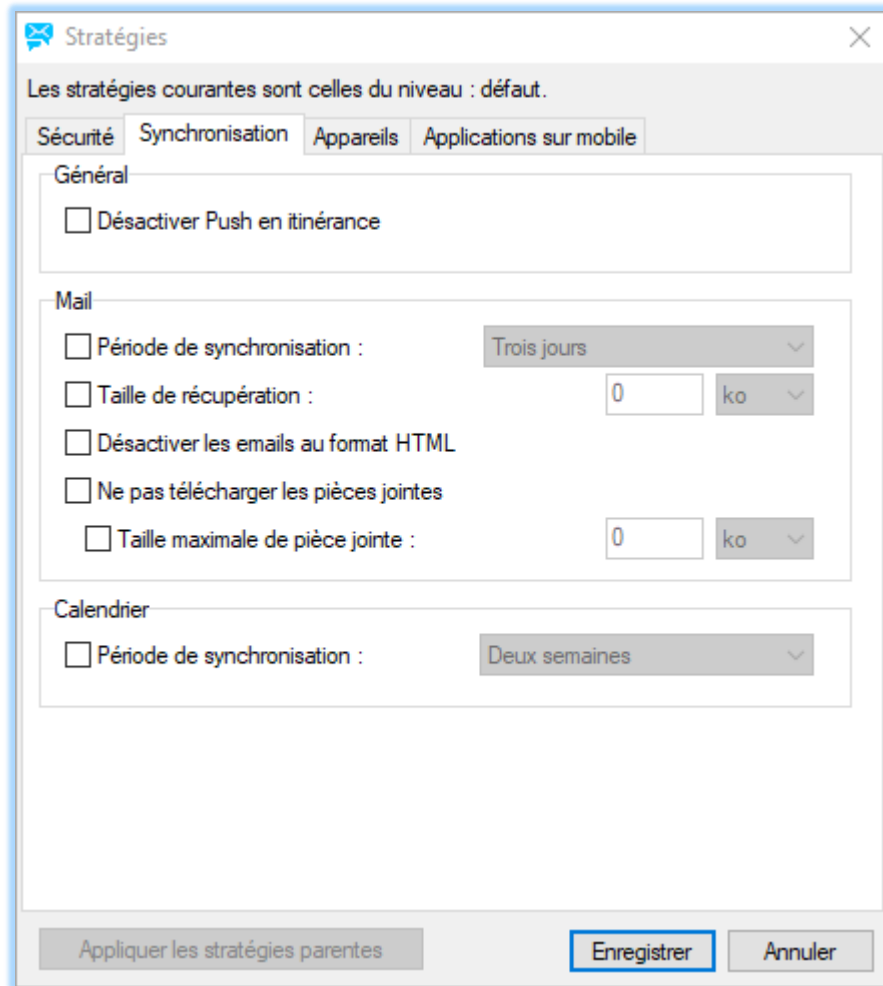 Stratégies
Les stratégies courantes sont celles du niveau : défaut.
Sécurité Synchronisation Appareils Applications sur mobile
Général
Désactiver Push en itinérance
Mail
Période de synchronisation : Trois jours
Taille de récupération : 0 ko
Désactiver les emails au format HTML
Ne pas télécharger les pièces jointes
Taille maximale de pièce jointe : 0 ko
Calendrier
Période de synchronisation : Deux semaines
Appliquer les stratégies parentes Enregistrer Annuler